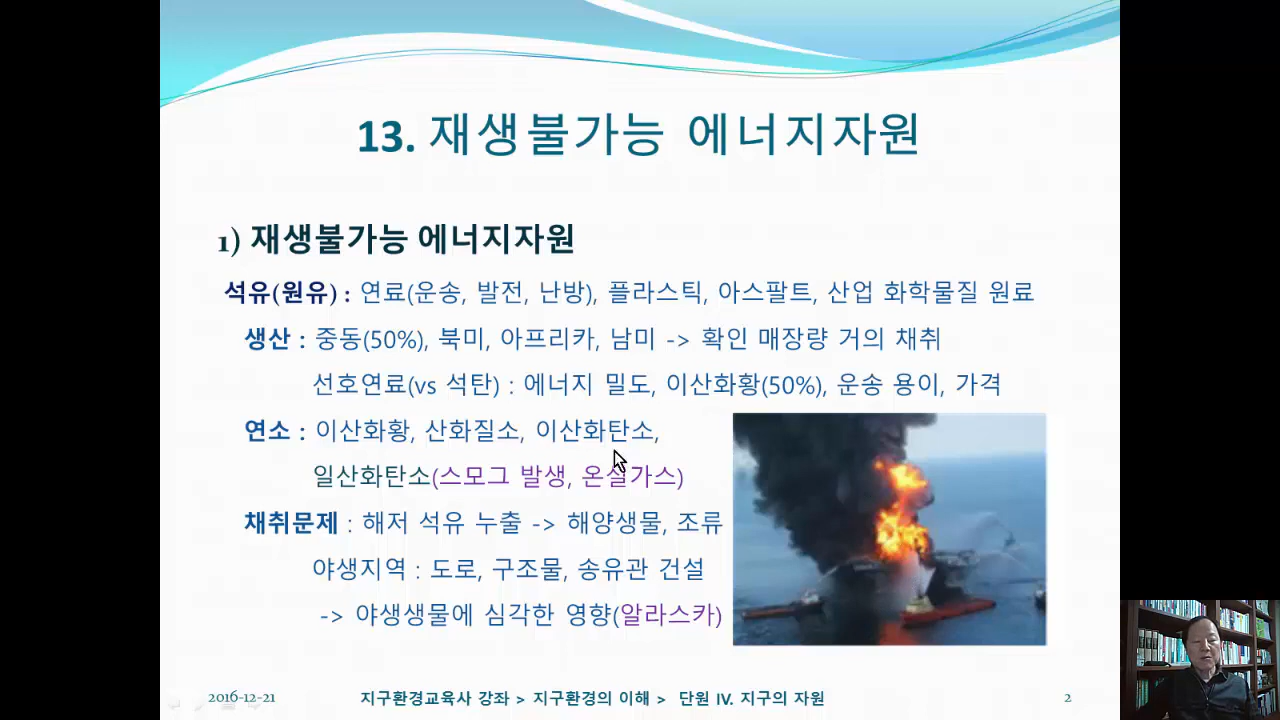 13. 재생불가능 에너지자원
1) 재생불가능 에너지자원
석유(원유) : 연료(운송, 발전, 난방), 플라스틱, 아스팔트, 산업 화학물질 원료
생산 : 중동(50%), 북미, 아프리카, 남미 -> 확인 매장량 거의 채취
선호연료(vs 석탄) : 에너지 밀도, 이산화황(50%), 운송 용이, 가격
연소 : 이산화황, 산화질소, 이산화탄소,
일산화탄소(스모그 발생, 온실가스)
채취문제 : 해저 석유 누출 -> 해양생물, 조류
야생지역 : 도로, 구조물, 송유관 건설
-> 야생생물에 심각한 영향(알라스카)
2016-12-21 지구환경교육사 강좌 > 지구환경의 이해 > 단원 IV. 지구의 자원 2